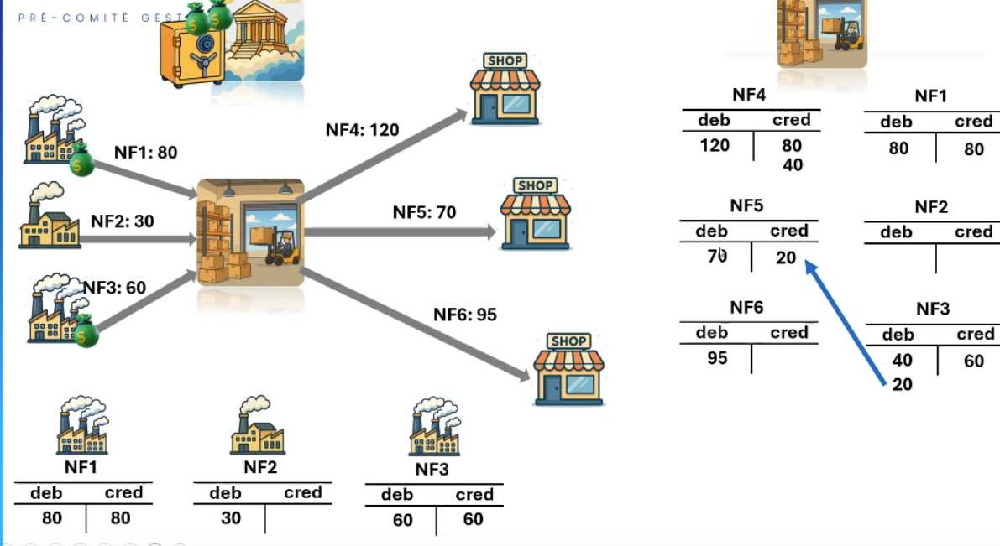 PRÉ-COMITÊ GEST
SHOP
NF4: 120
NF1: 80
SHOP
NF5: 70
NF2: 30
NF3: 60
NF6: 95
SHOP
NF1
deb cred
80 80
NF2
deb cred
30
NF3
deb cred
60 60
NF4
deb cred
120 80
40
NF1
deb cred
80 80
NF5
deb cred
70 20
NF2
deb cred
NF6
deb cred
95
NF3
deb cred
40 60
20